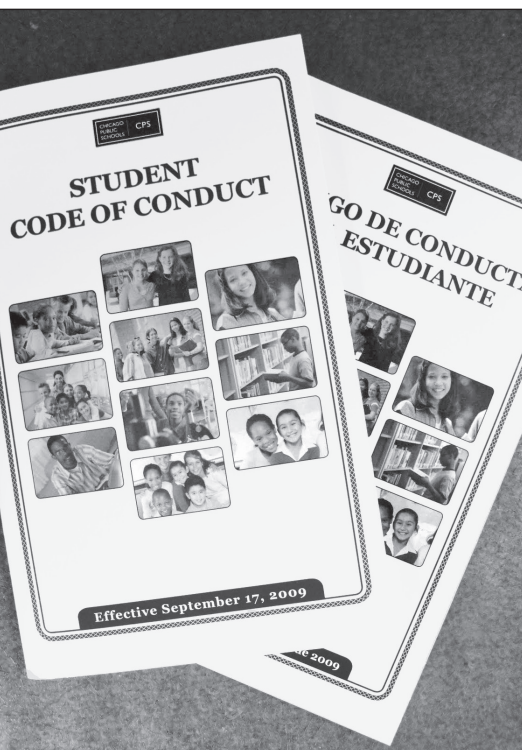 CHICAGO
PUBLIC
SCHOOLS
CPS
STUDENT
CODE OF CONDUCT
Effective September 17, 2009
CHICAGO
PUBLIC
SCHOOLS
CPS
GO DE CONDUCT
ESTUDIANTE
de 2009